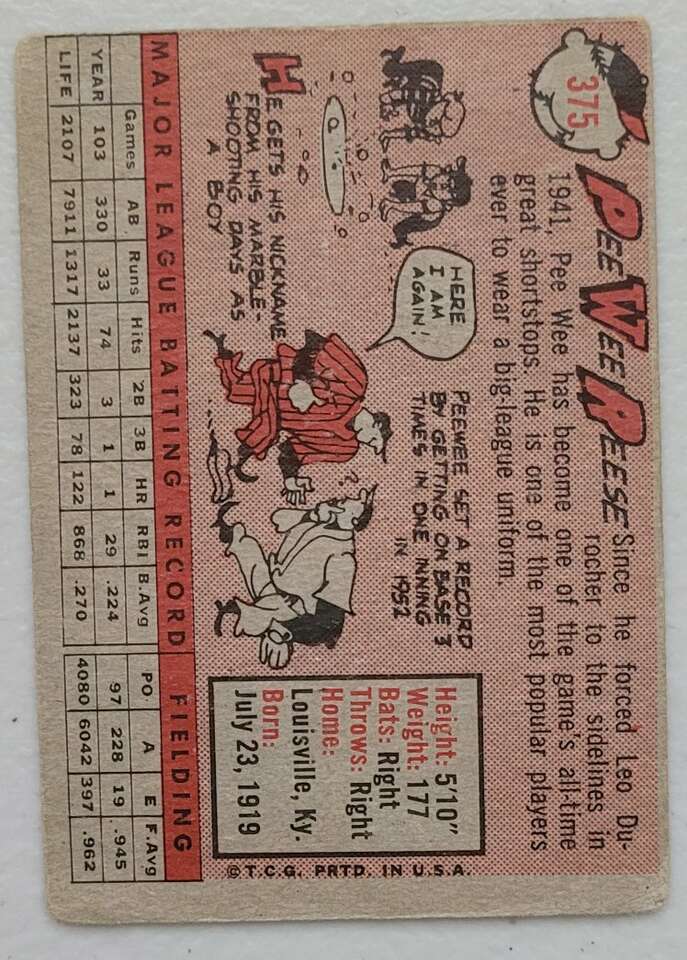 375
PEE WEE REESE Since he forced Leo Du-
rocher to the sidelines in
1941, Pee Wee has become one of the game's all-time
great shortstops. He is one of the most popular players
ever to wear a big-league uniform.
HE GETS HIS NICKNAME
FROM HIS MARBLE-
SHOOTING DAYS AS
A BOY
HERE
I AM
AGAIN!
PEEWEE SET A RECORD
BY GETTING ON BASE 3
TIMES IN ONE INNING
IN 1952
?
Height: 5'10"
Weight: 177
Bats: Right
Throws: Right
Home:
Louisville, Ky.
Born:
July 23, 1919
©T.C.G. PRTD. IN U.S.A.
MAJOR LEAGUE BATTING RECORD FIELDING
Games AB. Runs Hits 2B 3B HR RBI B.Avg PO A E F.Avg
YEAR 103 330 33 74 3 1 1 29 .224 97 228 19 .945
LIFE 2107 7911 1317 2137 323 78 122 868 .270 4080 6042 397 .962